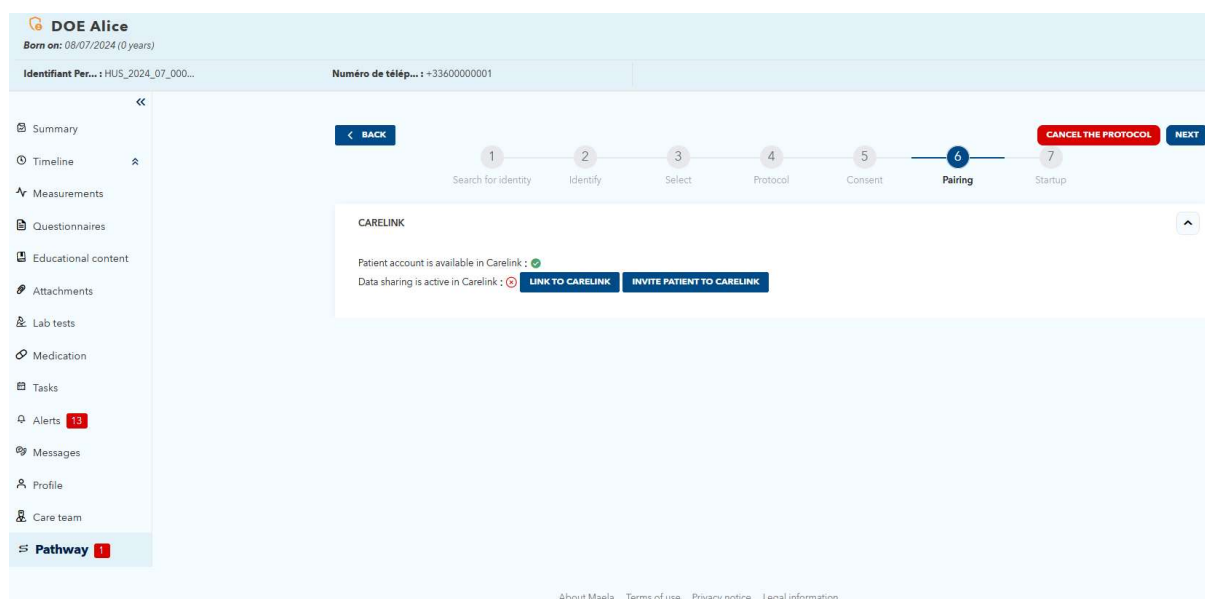 DOE Alice
Born on: 08/07/2024 (0 years)
Identifiant Per... : HUS_2024_07_000...
Numéro de télép... : +33600000001
Summary
Timeline
Measurements
Questionnaires
Educational content
Attachments
Lab tests
Medication
Tasks
Alerts 13
Messages
Profile
Care team
Pathway 1
BACK
CANCEL THE PROTOCOL NEXT
1 2 3 4 5 6 7
Search for identity Identify Select Protocol Consent Pairing Startup
CARELINK
Patient account is available in Carelink :
Data sharing is active in Carelink : LINK TO CARELINK INVITE PATIENT TO CARELINK
About Maela Terms of use Privacy notice Legal information